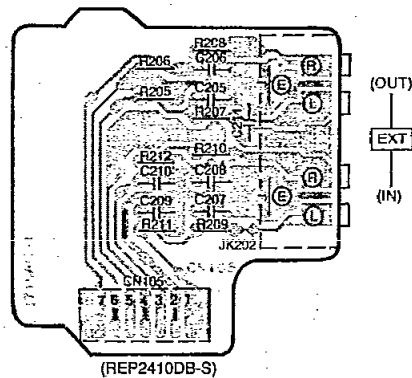 R208
R206
C206
R
E
(OUT)
R205
C205
L
R207
EXT
R210
R212
C210
C208
R
(IN)
E
C209
C207
L
R211
R209
JK202
CN105
7 6 5 4 3 2 1
(REP2410DB-S)